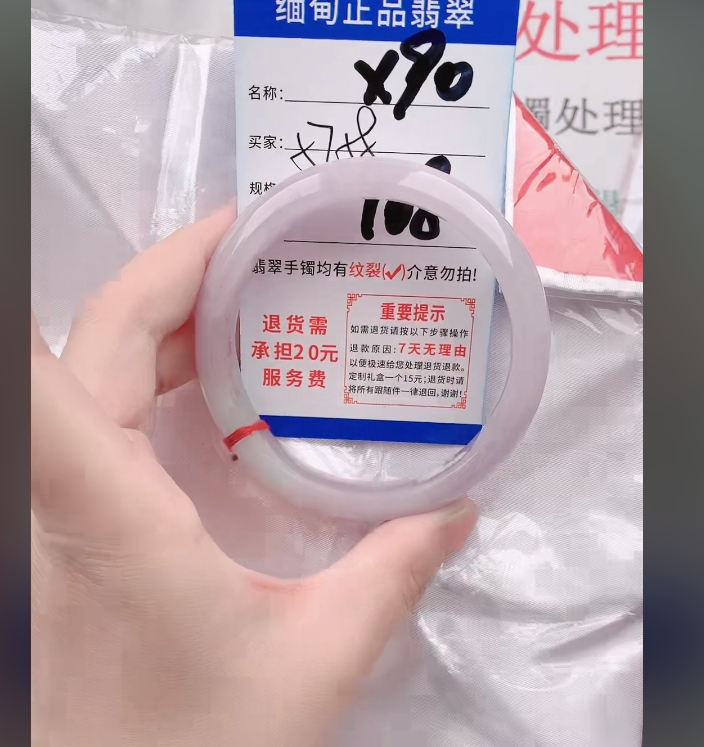 缅甸正品翡翠
名称: X90
买家:
规格
108
翡翠手镯均有纹裂(✓)介意勿拍!
退货需
承担20元
服务费
重要提示
如需退货请按以下步骤操作
退款原因:7天无理由
以便极速给您处理退货退款。
定制礼盒一个15元;退货时请
将所有跟随件一律退回,谢谢!
处理
镯处理